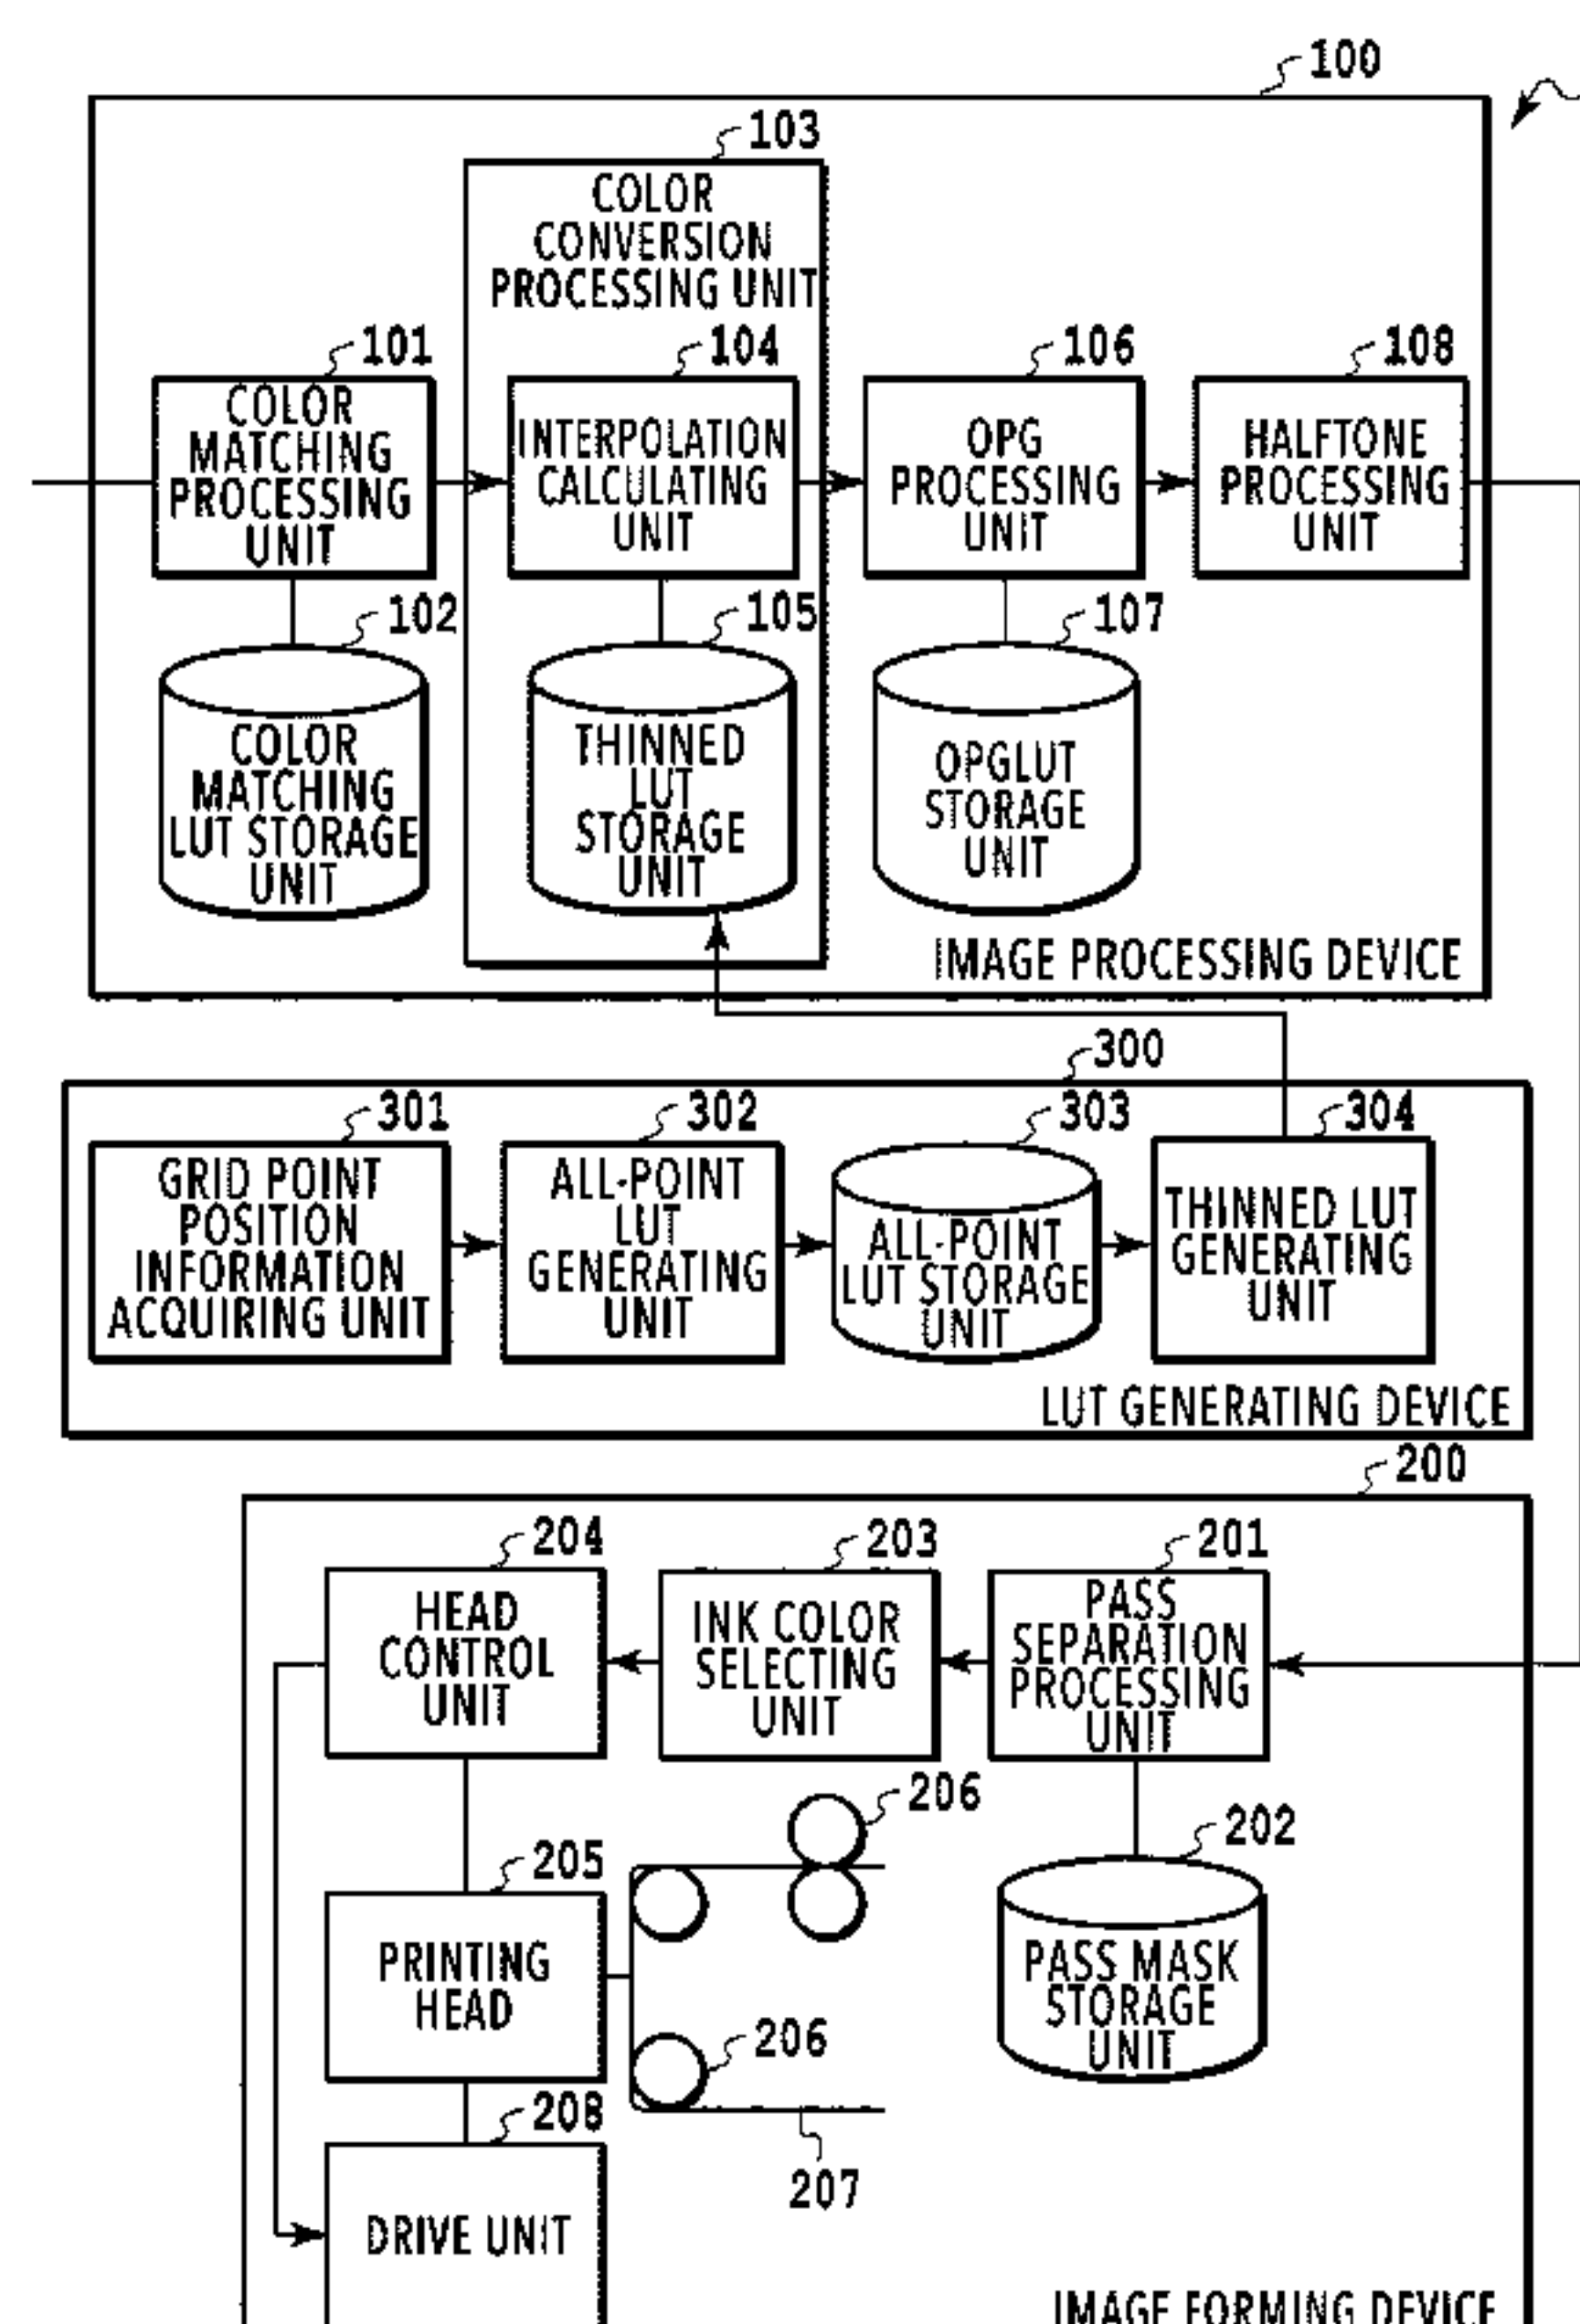 100
103
COLOR
CONVERSION
PROCESSING UNIT
101
104
106
108
COLOR
MATCHING
PROCESSING
UNIT
INTERPOLATION
CALCULATING
UNIT
OPG
PROCESSING
UNIT
HALFTONE
PROCESSING
UNIT
102
105
107
COLOR
MATCHING
LUT STORAGE
UNIT
THINNED
LUT
STORAGE
UNIT
OPGLUT
STORAGE
UNIT
IMAGE PROCESSING DEVICE
300
301
302
303
304
GRID POINT
POSITION
INFORMATION
ACQUIRING UNIT
ALL-POINT
LUT
GENERATING
UNIT
ALL-POINT
LUT STORAGE
UNIT
THINNED LUT
GENERATING
UNIT
LUT GENERATING DEVICE
200
204
203
201
HEAD
CONTROL
UNIT
INK COLOR
SELECTING
UNIT
PASS
SEPARATION
PROCESSING
UNIT
206
205
202
PRINTING
HEAD
PASS MASK
STORAGE
UNIT
206
208
207
DRIVE UNIT
IMAGE FORMING DEVICE